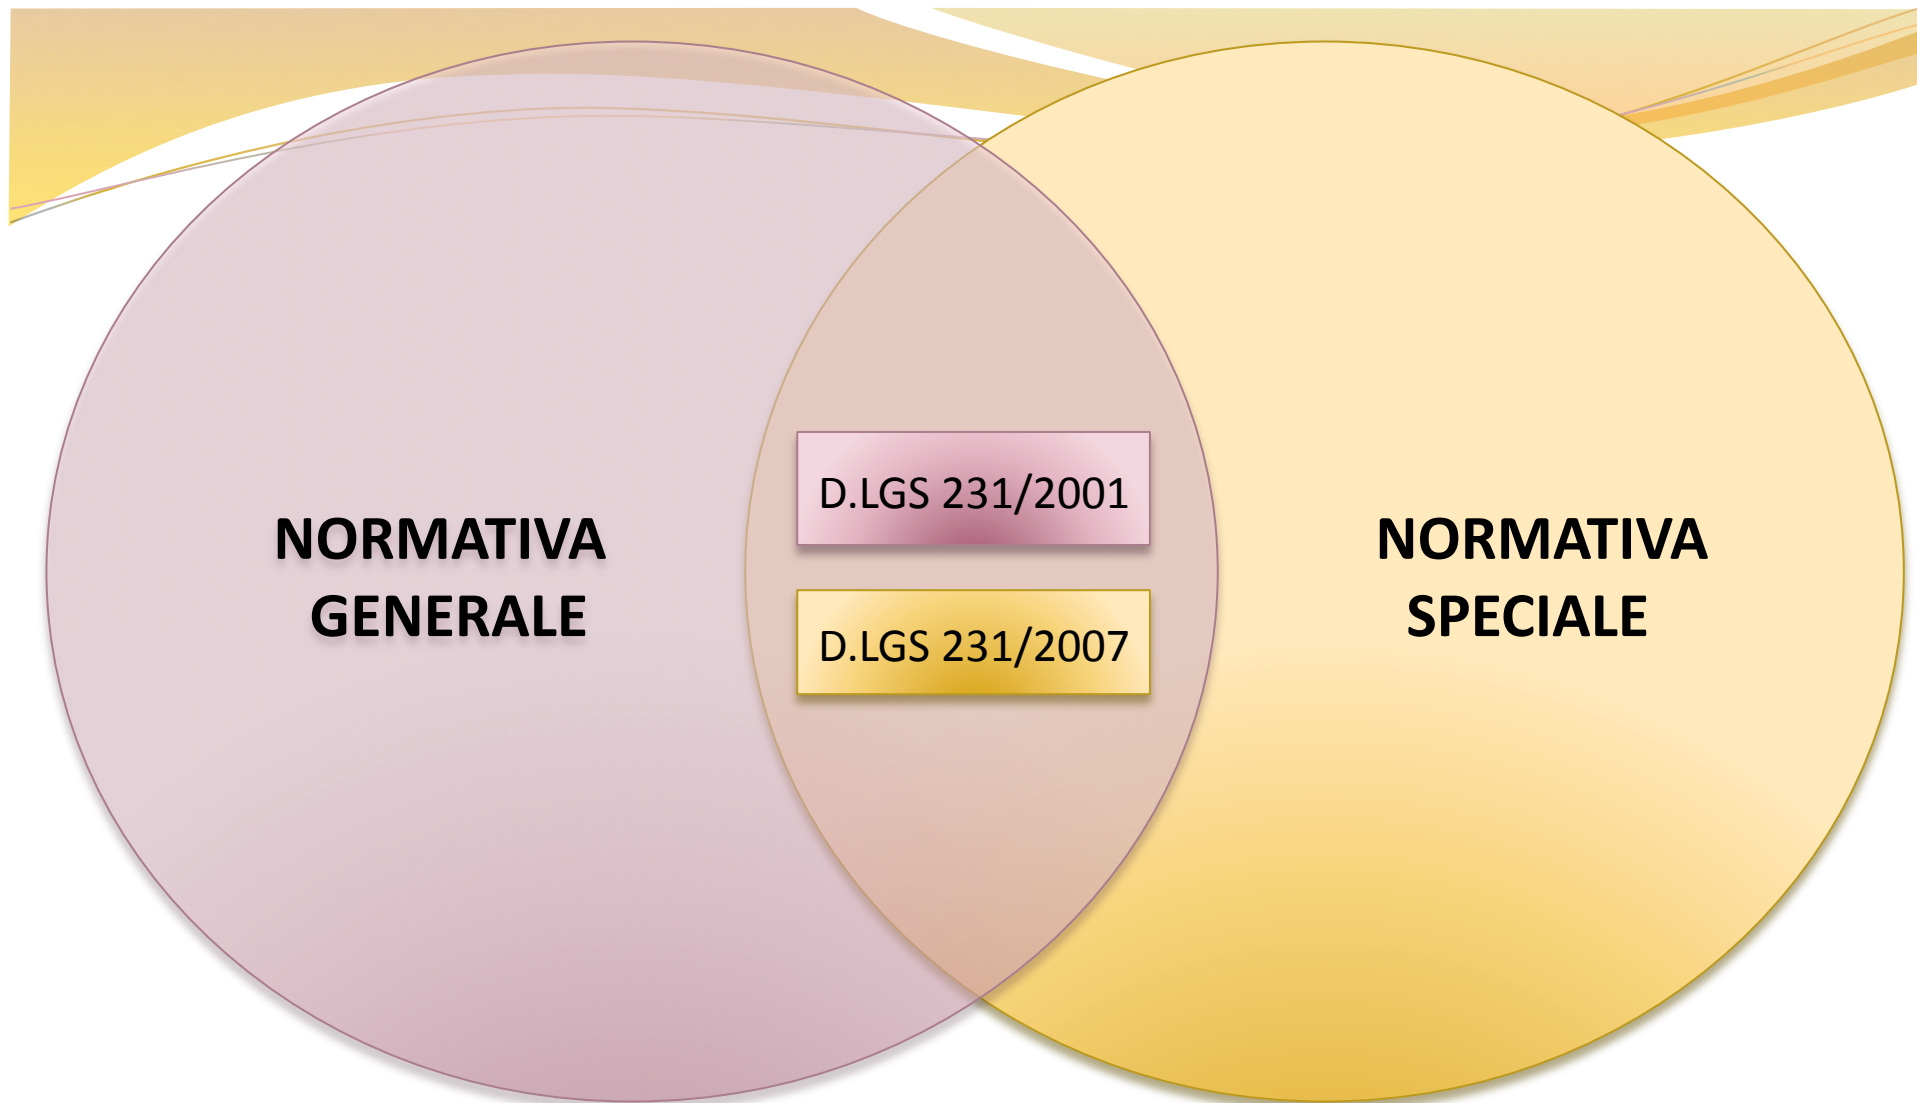 NORMATIVA
GENERALE
D.LGS 231/2001
D.LGS 231/2007
NORMATIVA
SPECIALE